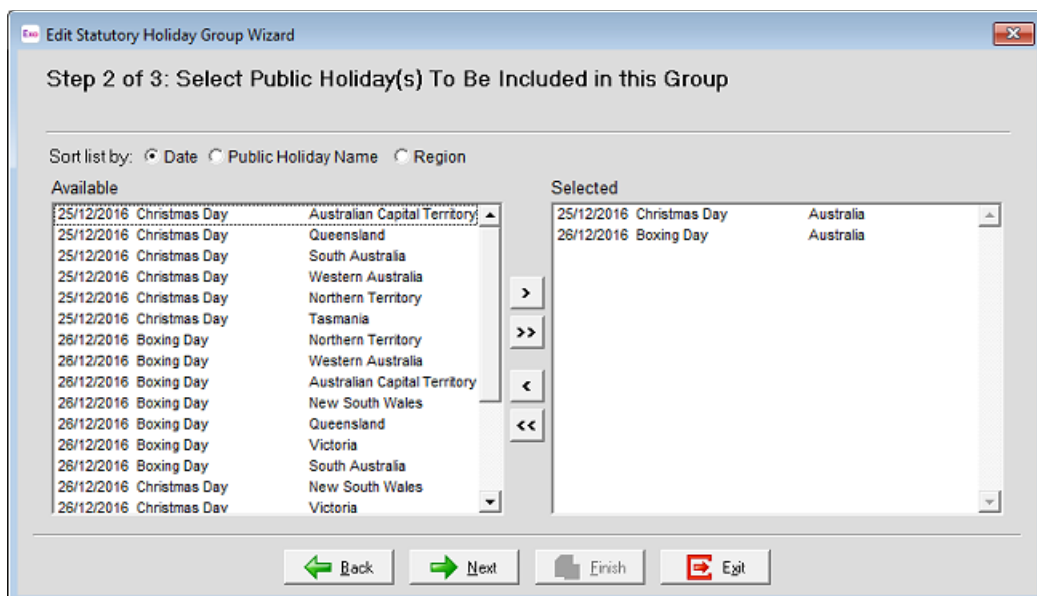 Exo Edit Statutory Holiday Group Wizard
Step 2 of 3: Select Public Holiday(s) To Be Included in this Group
Sort list by: Date Public Holiday Name Region
Available
25/12/2016 Christmas Day Australian Capital Territory
25/12/2016 Christmas Day Queensland
25/12/2016 Christmas Day South Australia
25/12/2016 Christmas Day Western Australia
25/12/2016 Christmas Day Northern Territory
25/12/2016 Christmas Day Tasmania
26/12/2016 Boxing Day Northern Territory
26/12/2016 Boxing Day Western Australia
26/12/2016 Boxing Day Australian Capital Territory
26/12/2016 Boxing Day New South Wales
26/12/2016 Boxing Day Queensland
26/12/2016 Boxing Day Victoria
26/12/2016 Boxing Day South Australia
26/12/2016 Christmas Day New South Wales
26/12/2016 Christmas Day Victoria
>
>>
<
<<
Selected
25/12/2016 Christmas Day Australia
26/12/2016 Boxing Day Australia
Back Next Finish Exit